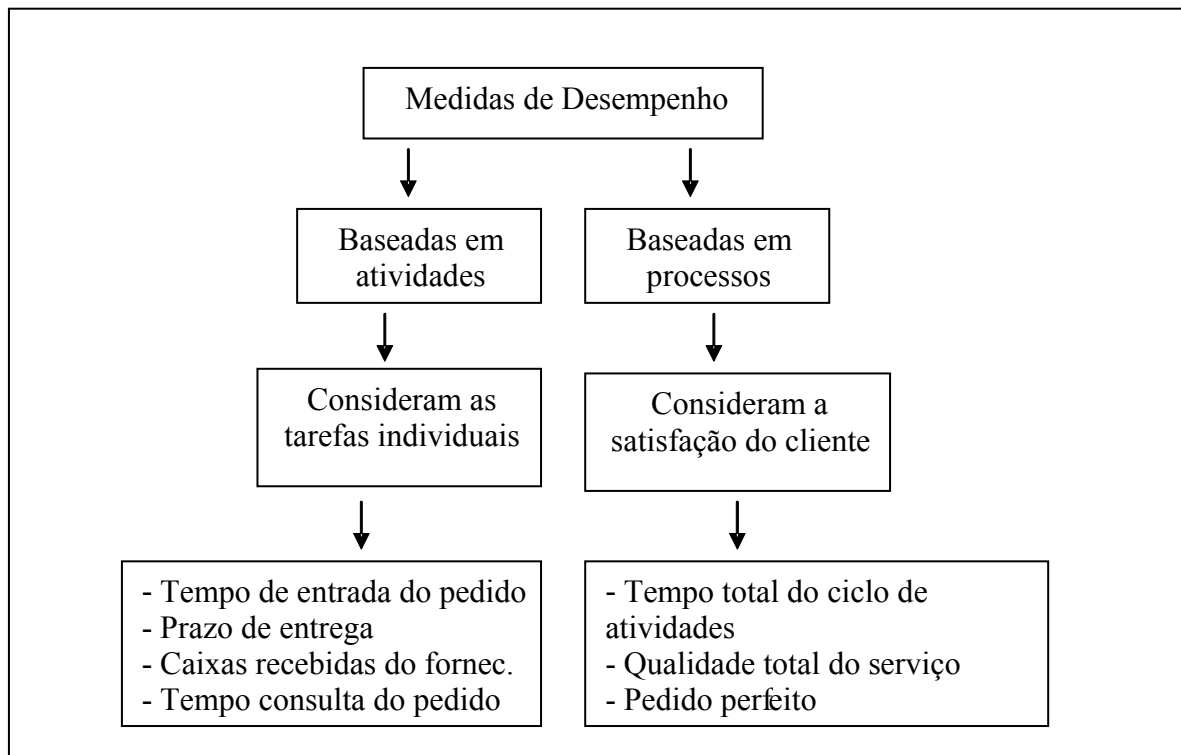 Medidas de Desempenho
Baseadas em
atividades
Baseadas em
processos
Consideram as
tarefas individuais
Consideram a
satisfação do cliente
- Tempo de entrada do pedido
- Prazo de entrega
- Caixas recebidas do fornec.
- Tempo consulta do pedido
- Tempo total do ciclo de
atividades
- Qualidade total do serviço
- Pedido perfeito